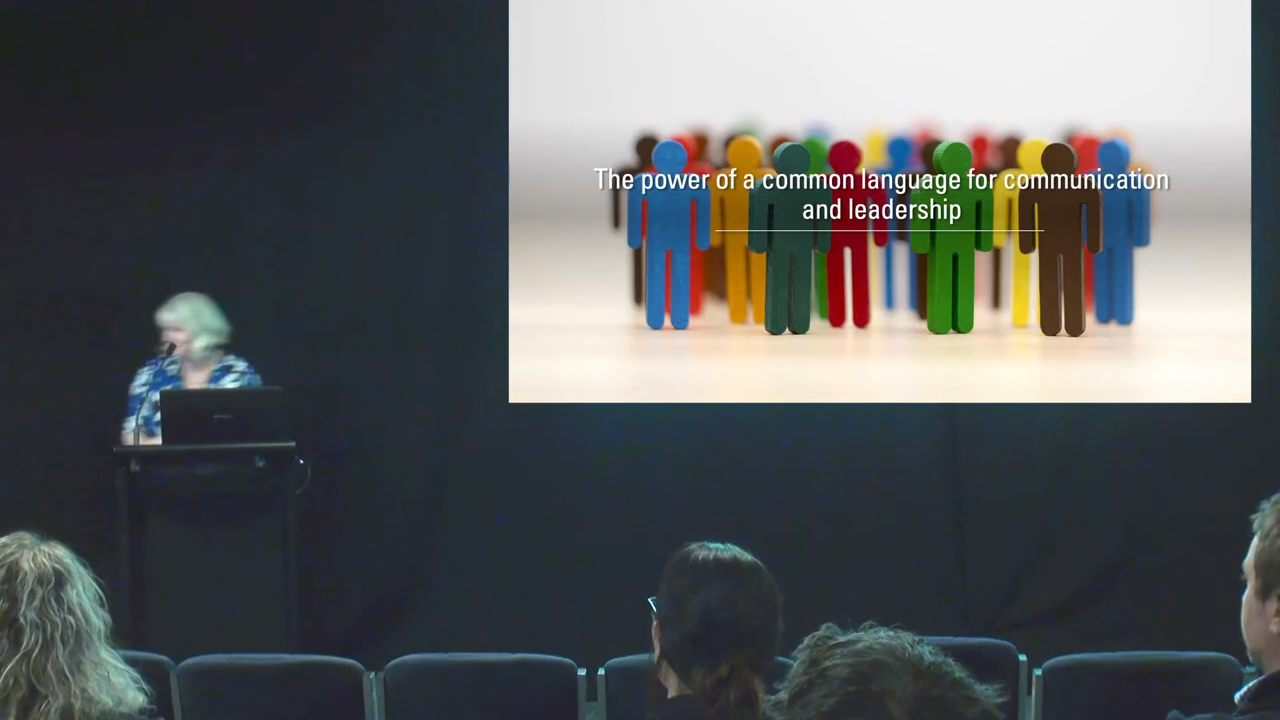 The power of a common language for communication
and leadership